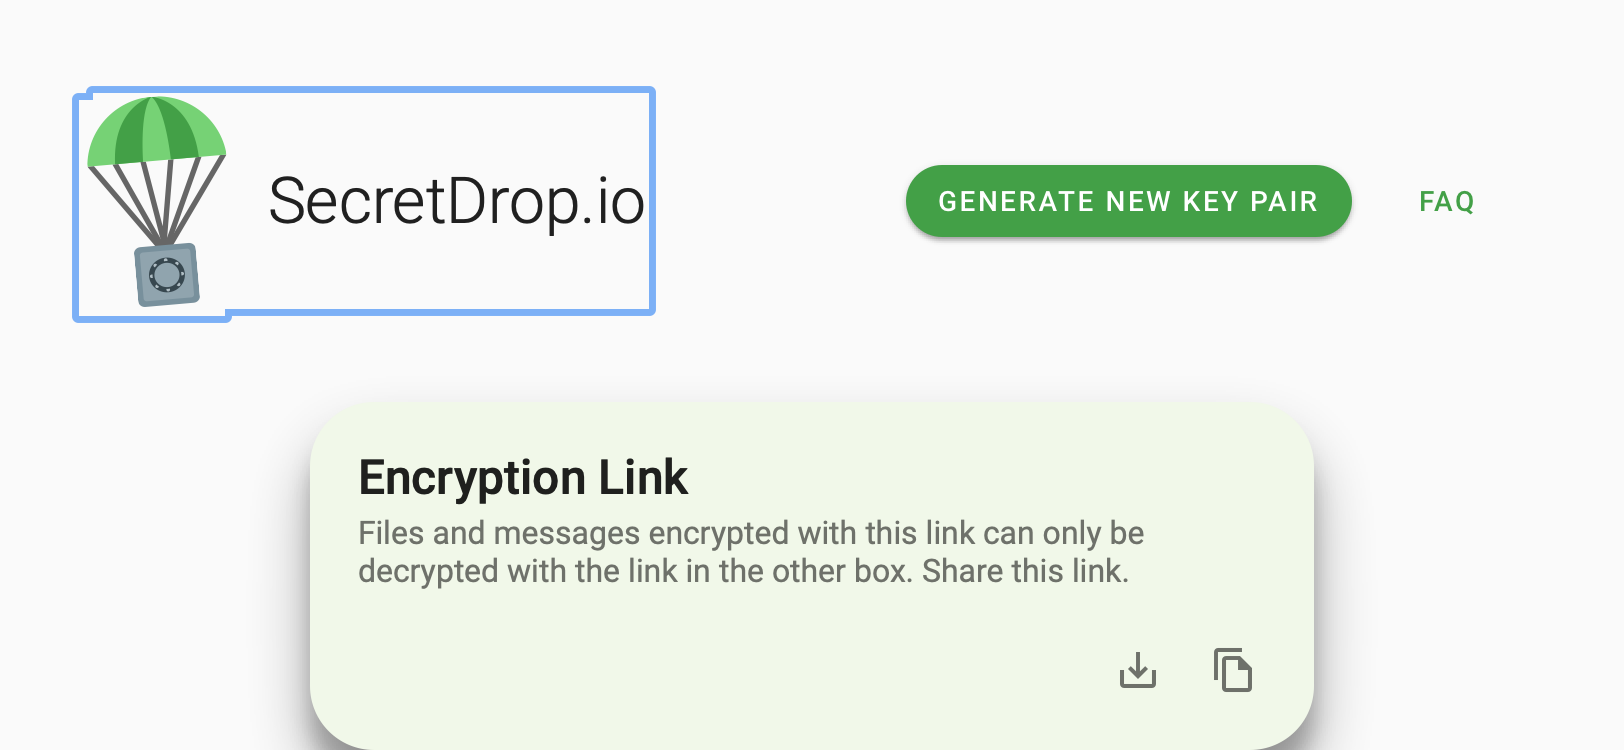 SecretDrop.io
GENERATE NEW KEY PAIR
FAQ
Encryption Link
Files and messages encrypted with this link can only be
decrypted with the link in the other box. Share this link.